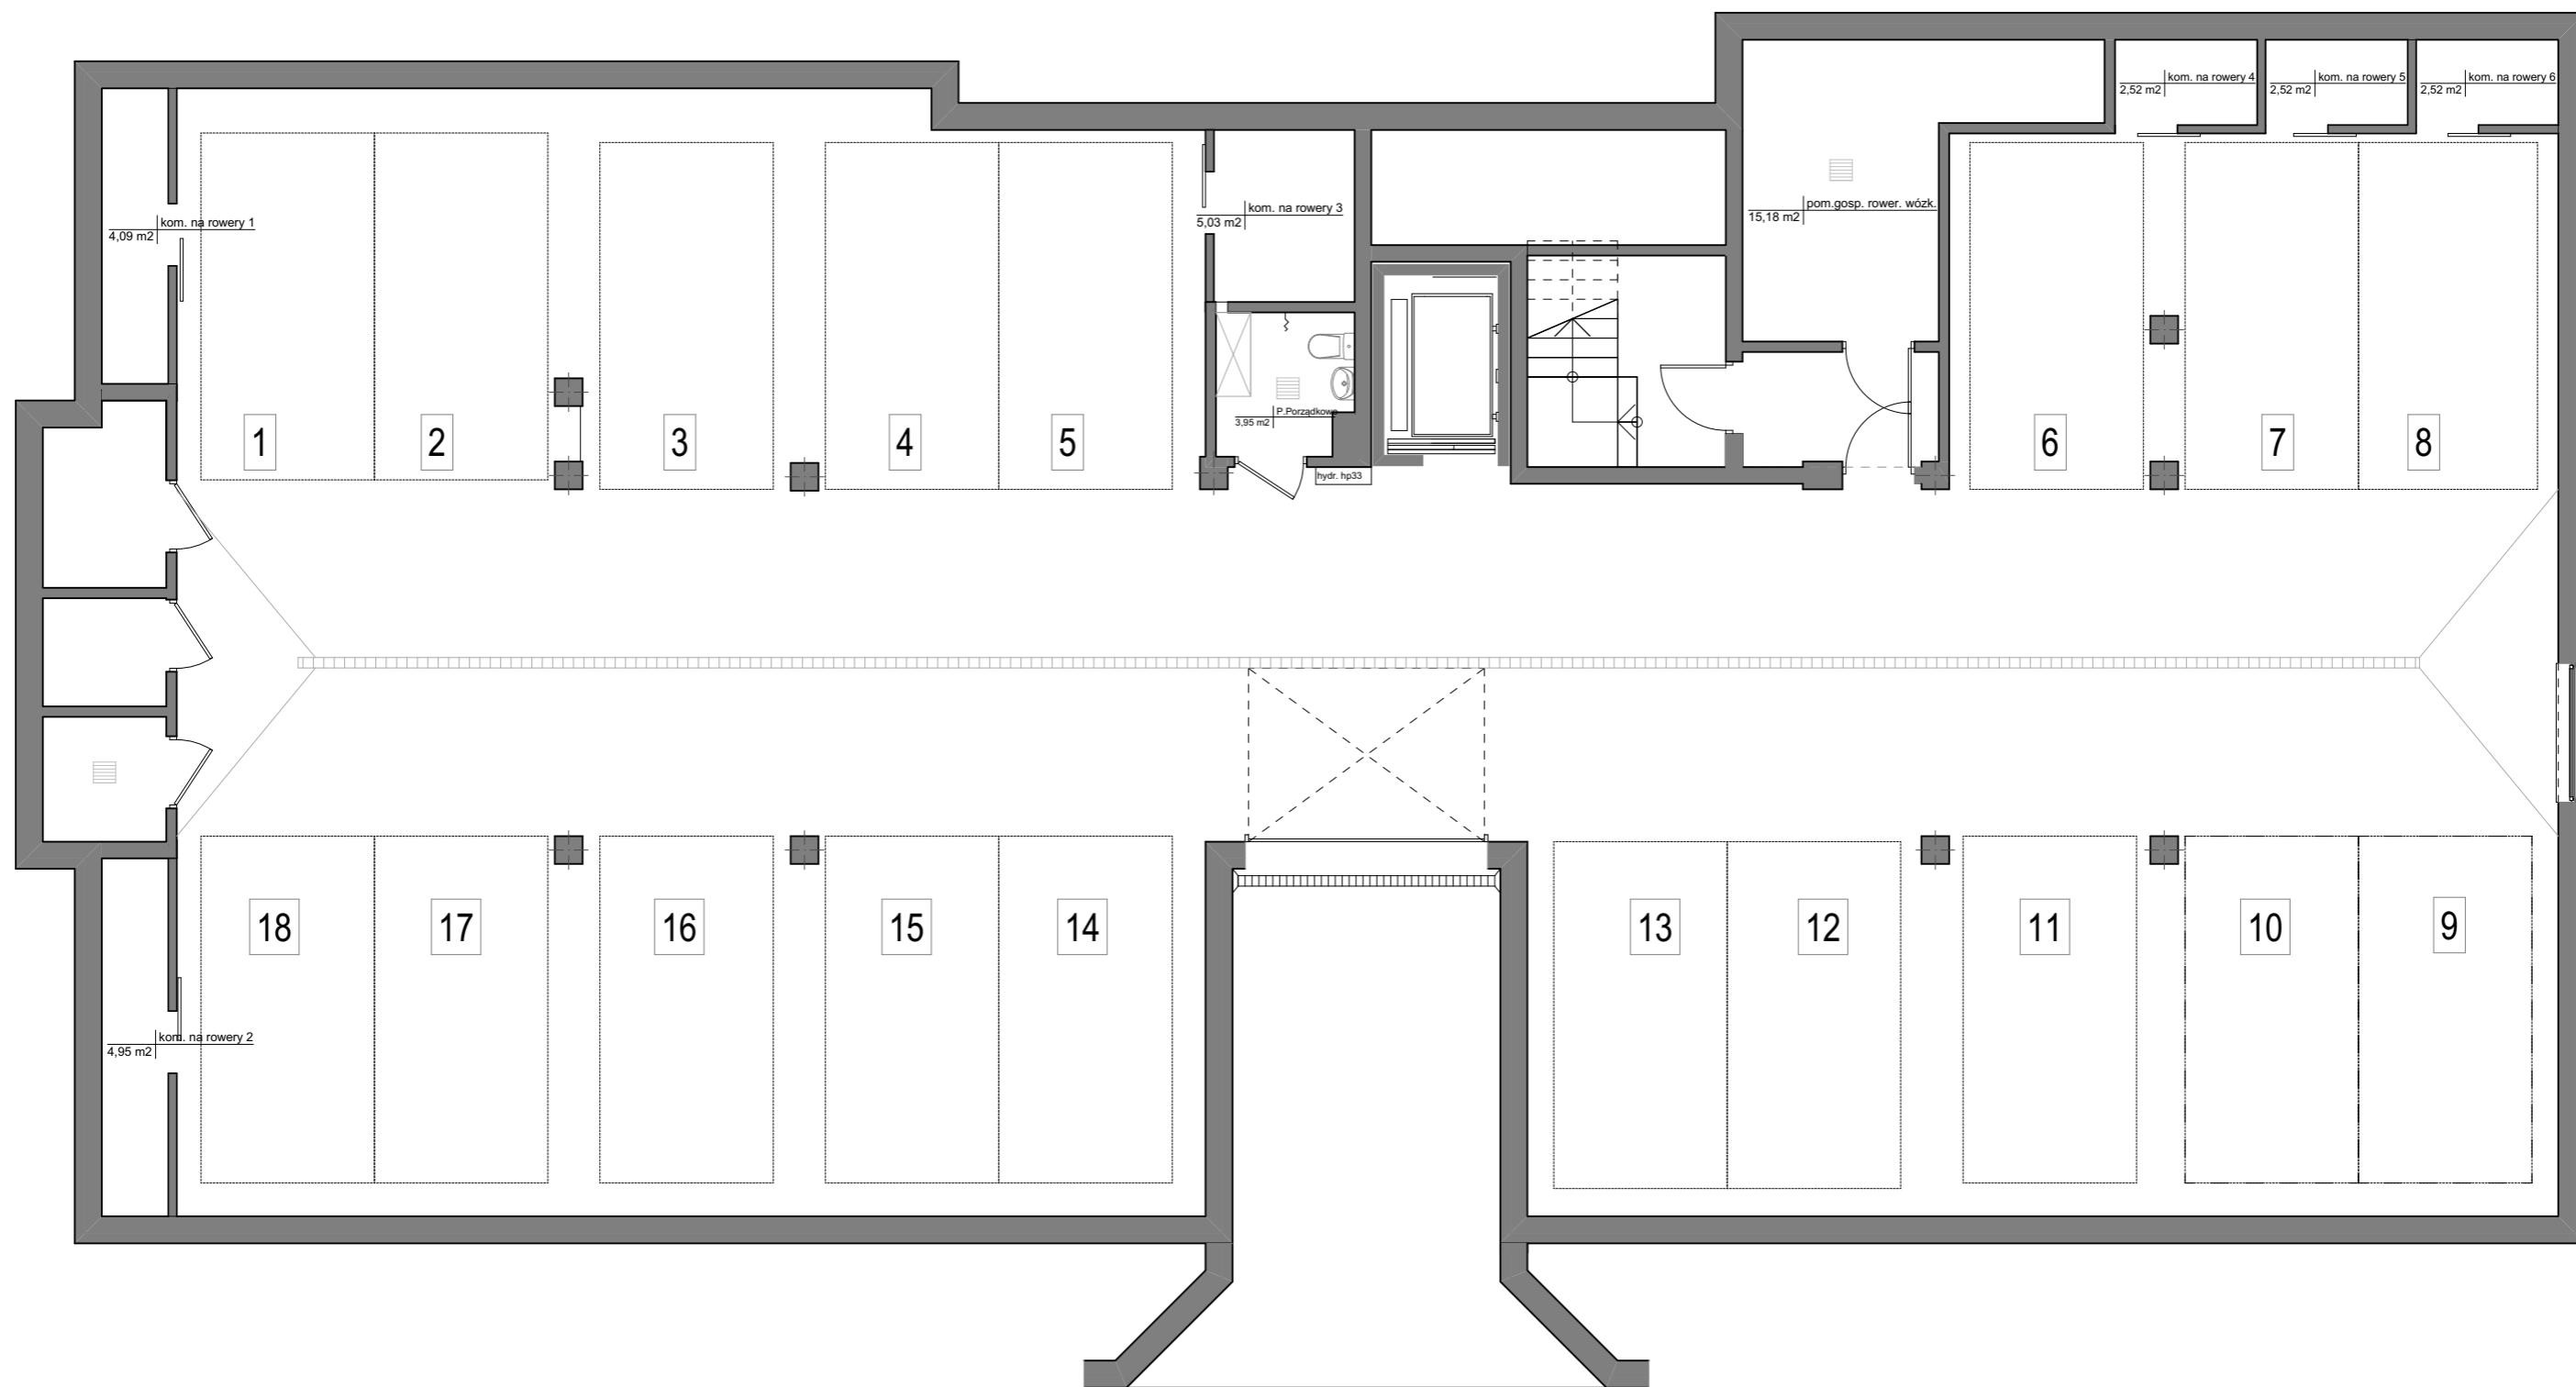 kom. na rowery 4
2,52 m2
kom. na rowery 5
2,52 m2
kom. na rowery 6
2,52 m2
kom. na rowery 1
4,09 m2
kom. na rowery 3
5,03 m2
pom.gosp. rower. wózk.
15,18 m2
P.Porządkowe
3,95 m2
hydr. hp33
1
2
3
4
5
6
7
8
18
17
16
15
14
13
12
11
10
9
kom. na rowery 2
4,95 m2